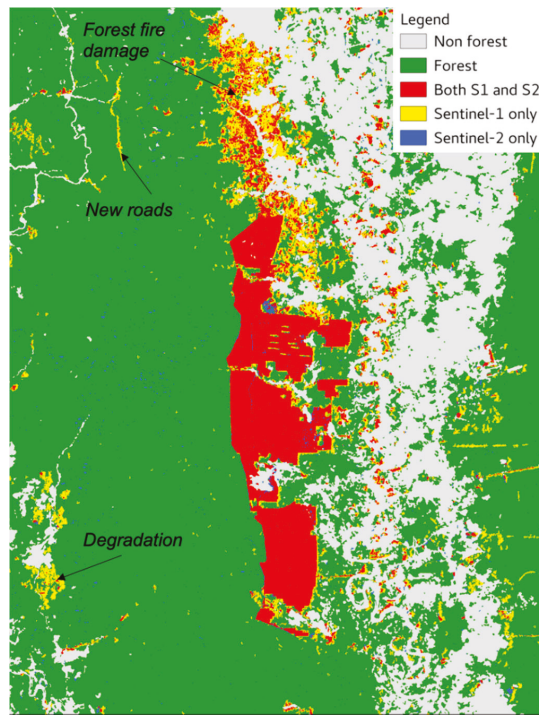 Forest fire
damage
New roads
Degradation
Legend
Non forest
Forest
Both S1 and S2
Sentinel-1 only
Sentinel-2 only